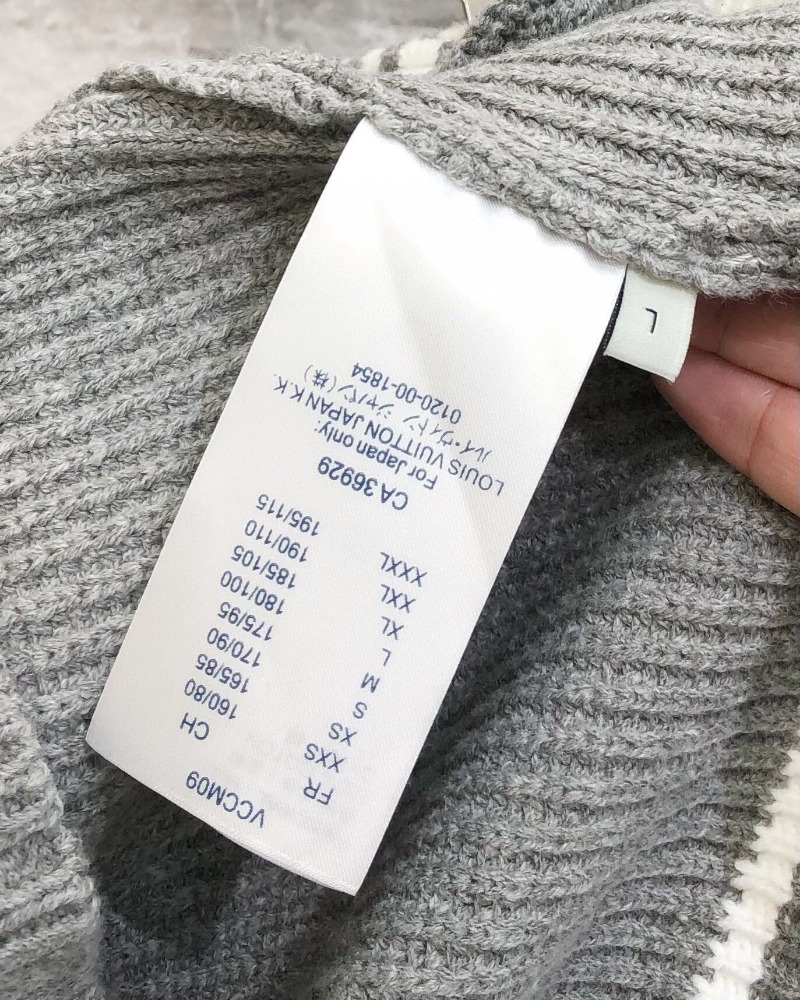 VCCM09
FR CH
XXS 160/80
XS 165/85
S 170/90
M 175/95
L 180/100
XL 185/105
XXL 190/110
XXXL 195/115
CA 36929
For Japan only:
LOUIS VUITTON JAPAN K.K.
ルイ・ヴィトン ジャパン(株)
0120-00-1854
L